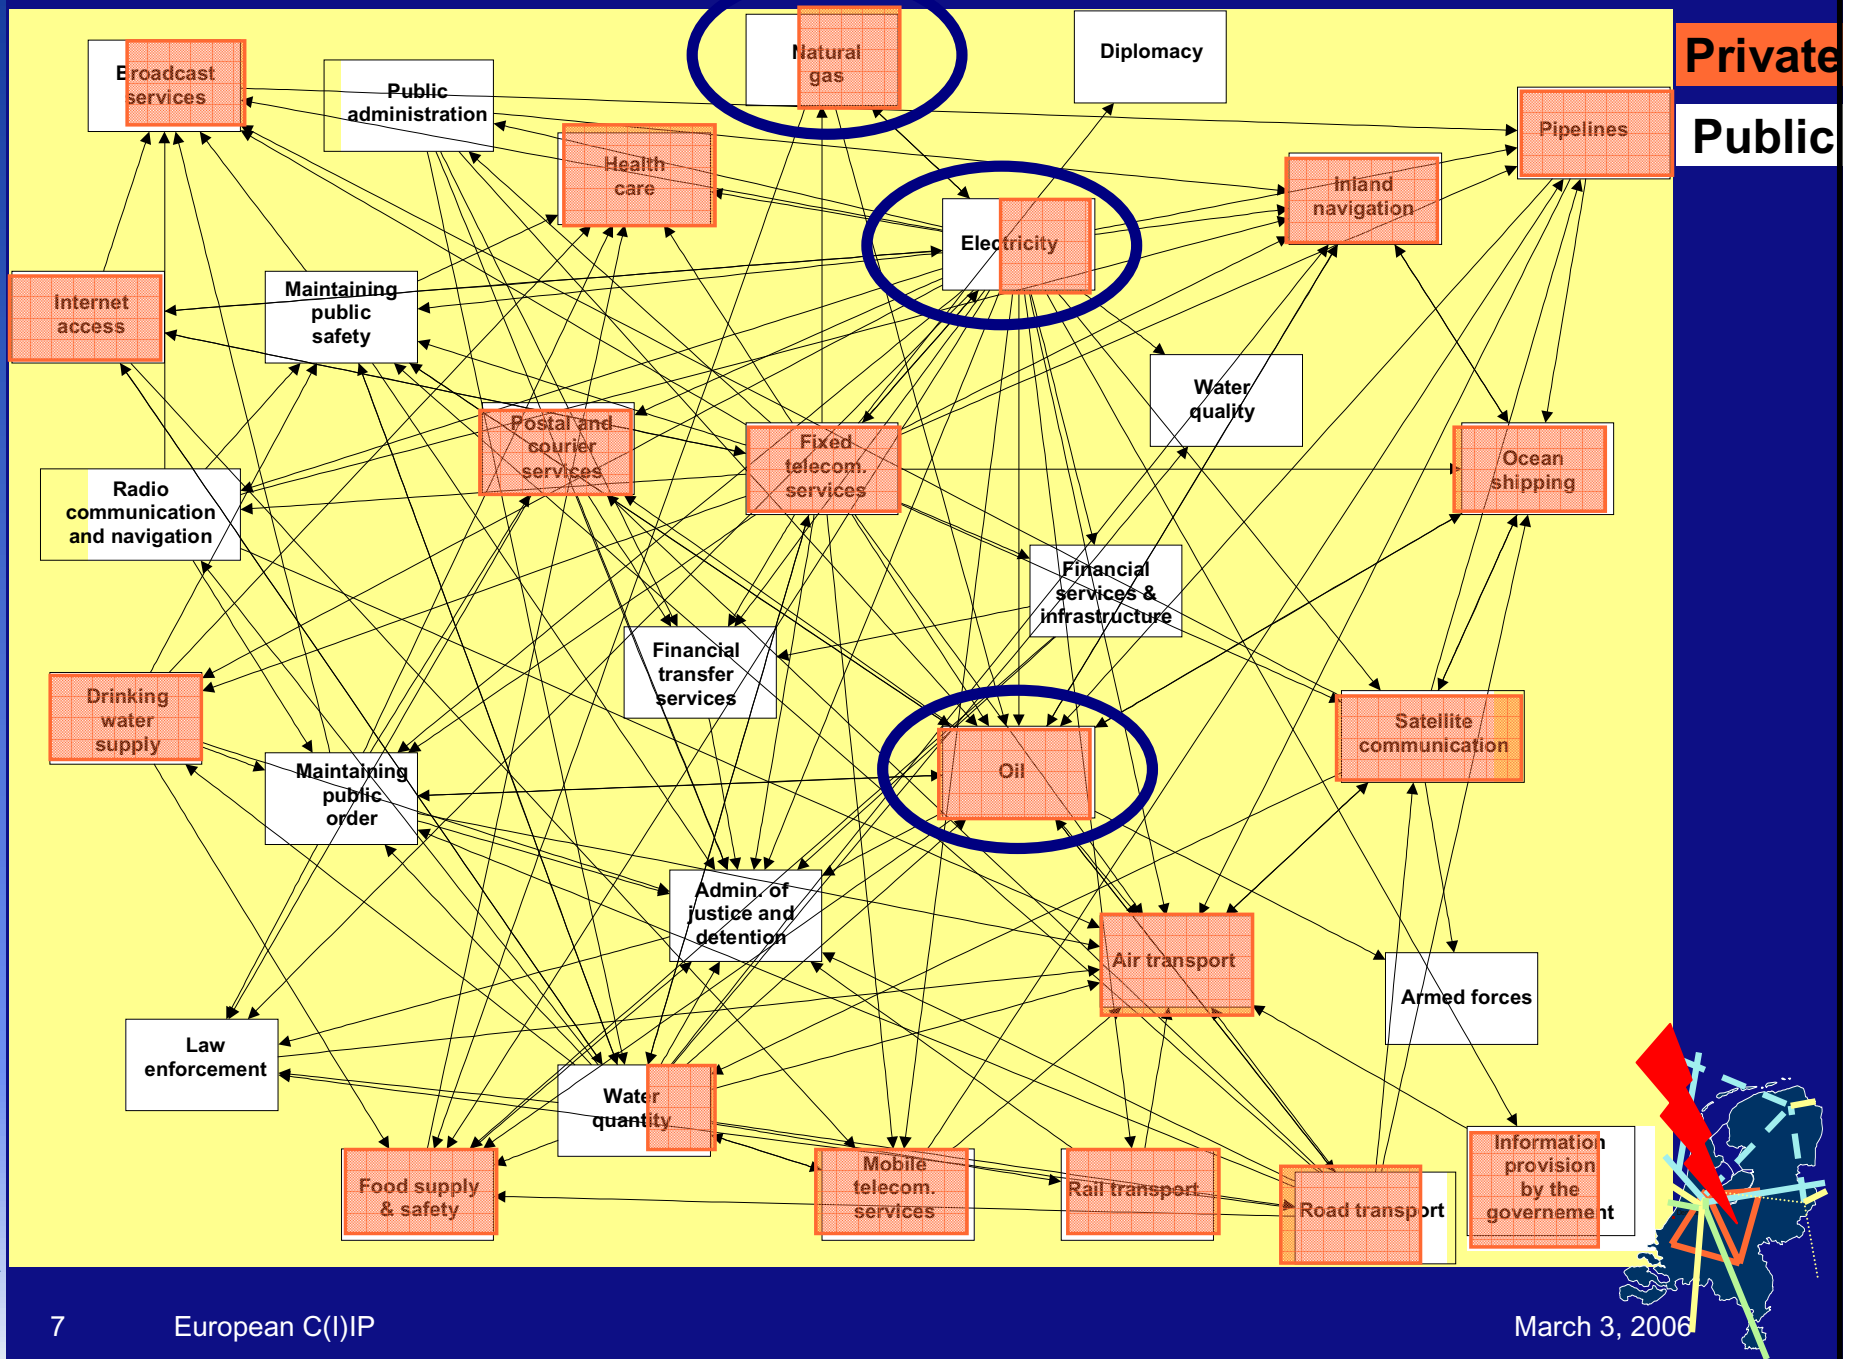 Natural
gas
Diplomacy
Private
Broadcast
services
Public
administration
Pipelines
Public
Health
care
Inland
navigation
Electricity
Internet
access
Maintaining
public
safety
Water
quality
Postal and
courier
services
Fixed
telecom.
services
Ocean
shipping
Radio
communication
and navigation
Financial
services &
infrastructure
Financial
transfer
services
Drinking
water
supply
Satellite
communication
Maintaining
public
order
Oil
Admin. of
justice and
detention
Air transport
Armed forces
Law
enforcement
Water
quantity
Food supply
& safety
Mobile
telecom.
services
Rail transport
Road transport
Information
provision
by the
governement
7
European C(I)IP
March 3, 2006